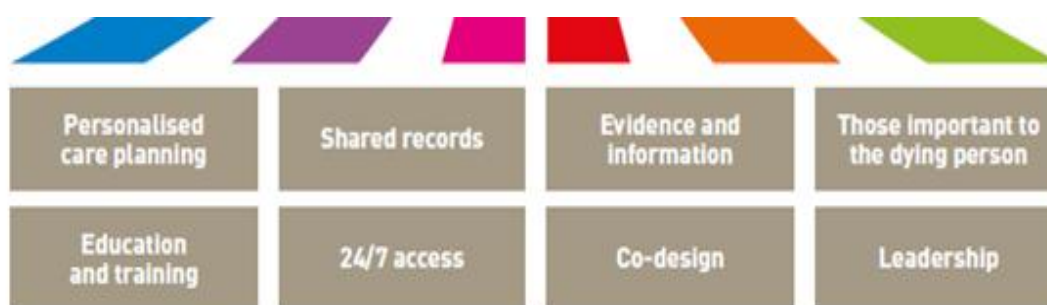 Personalised
care planning
Shared records
Evidence and
information
Those important to
the dying person
Education
and training
24/7 access
Co-design
Leadership